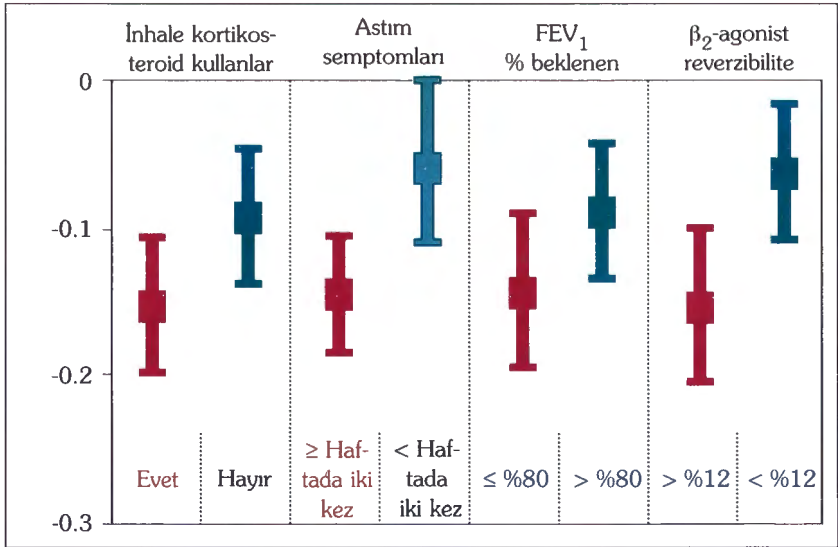 İnhale kortikos-
teroid kullanlar
Astım
semptomları
FEV₁
% beklenen
β₂-agonist
reverzibilite
0
-0.1
-0.2
-0.3
Evet
Hayır
≥ Haf-
tada iki
kez
< Haf-
tada
iki kez
≤ %80
> %80
> %12
< %12